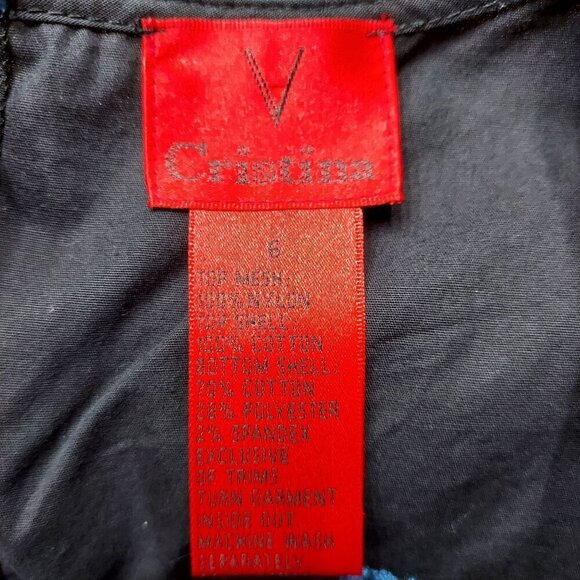 V
Cristina
6
TOP MESH:
100% NYLON
TOP SHELL:
100% COTTON
BOTTOM SHELL:
70% COTTON
28% POLYESTER
2% SPANDEX
EXCLUSIVE
OF TRIMS
TURN GARMENT
INSIDE OUT
MACHINE WASH
SEPARATELY